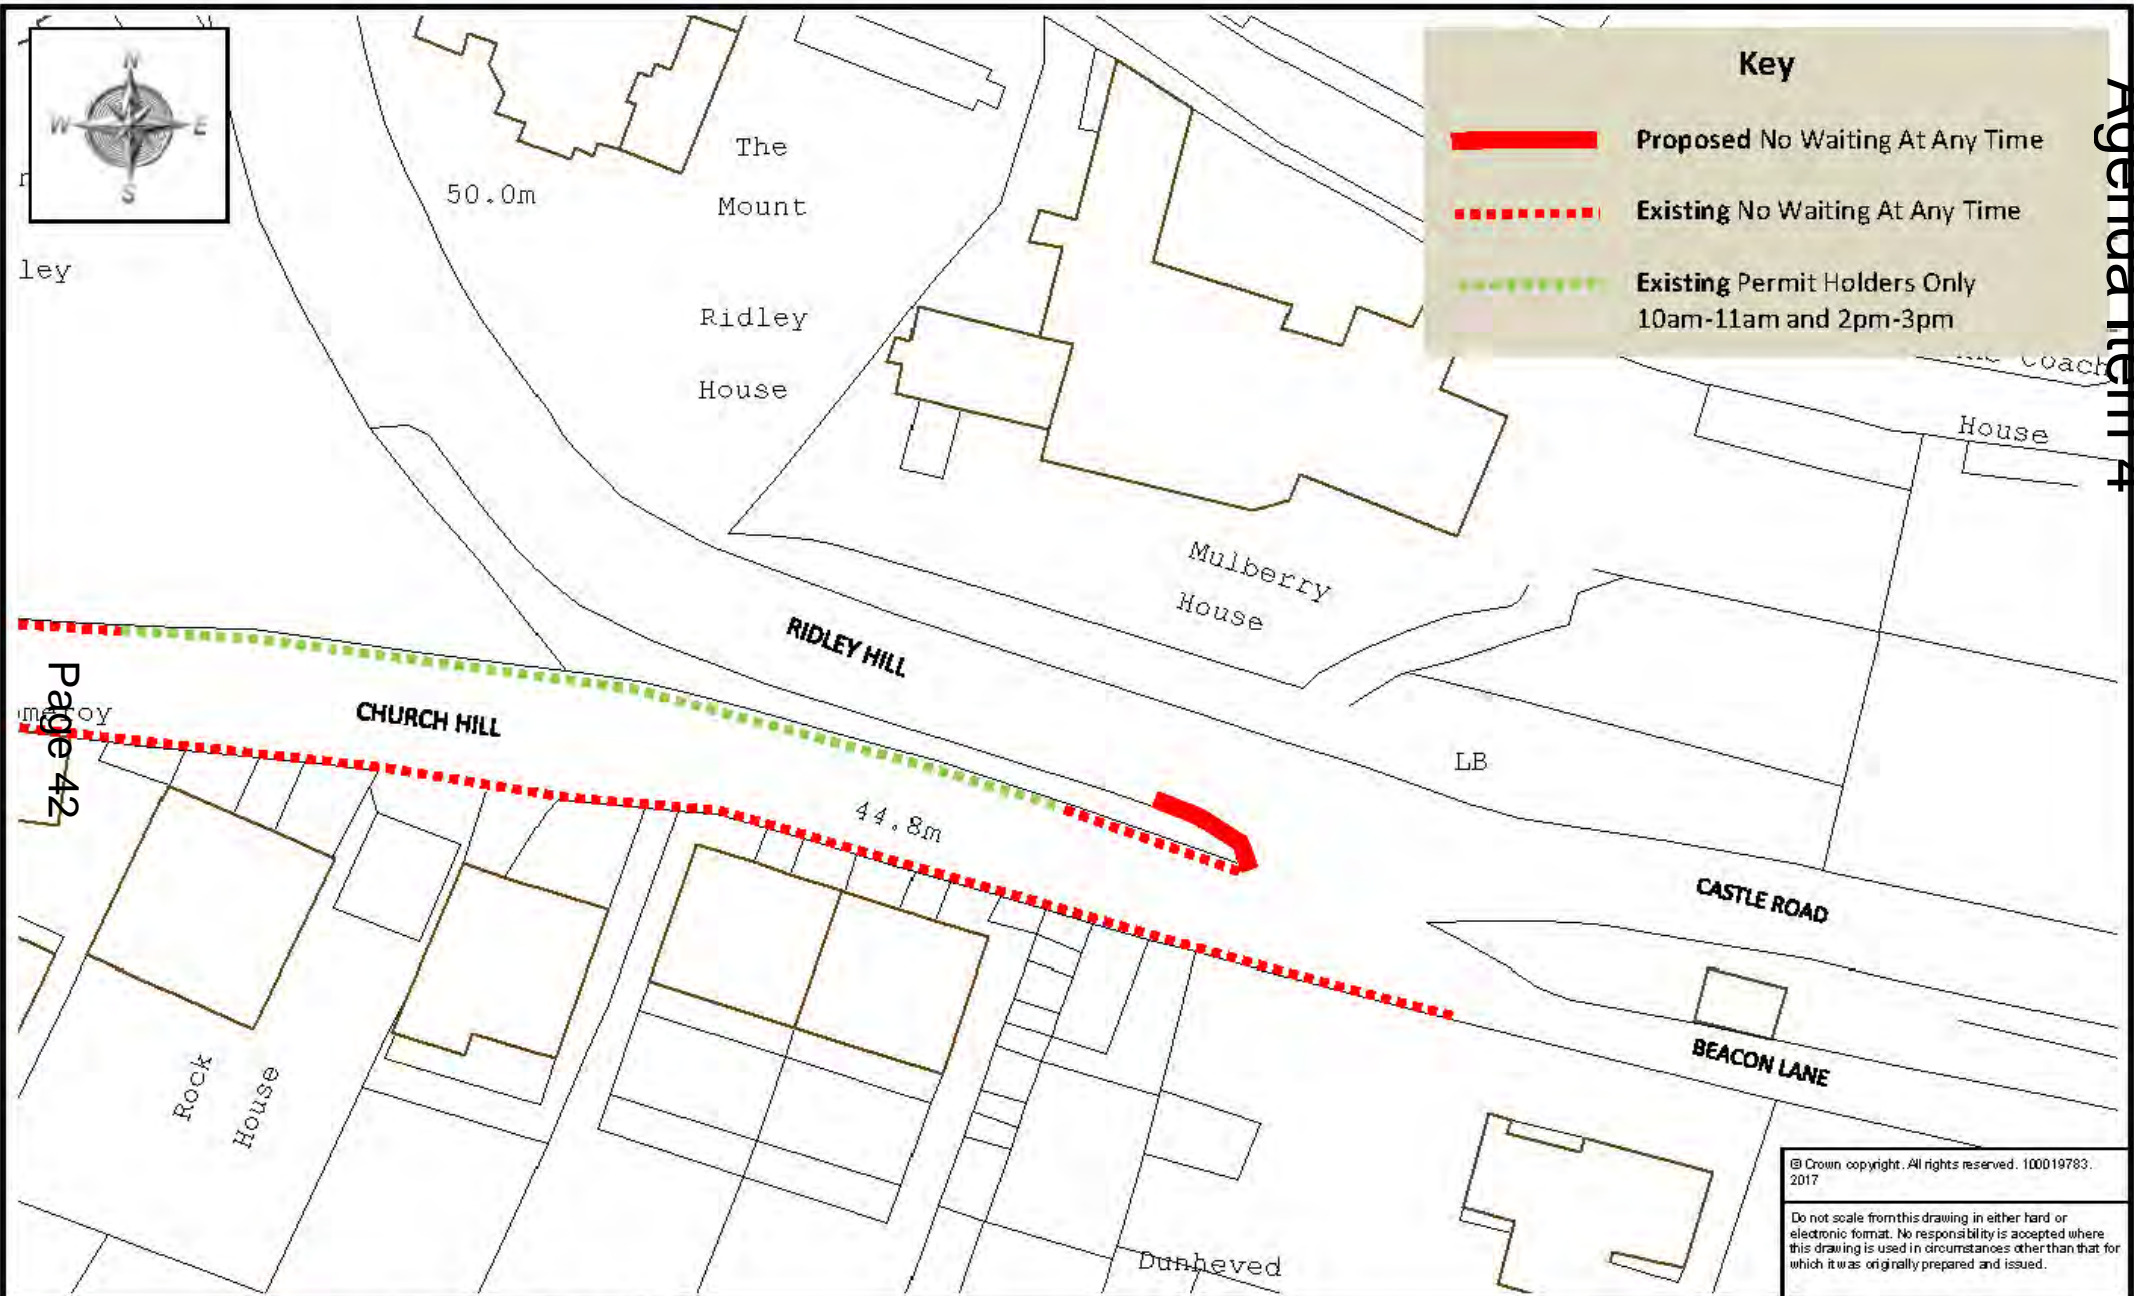 N
W E
S
Key
Proposed No Waiting At Any Time
Existing No Waiting At Any Time
Existing Permit Holders Only
10am-11am and 2pm-3pm
Agenda Item 4
The
Mount
50.0m
ley
Ridley
House
Coach
House
Mulberry
House
RIDLEY HILL
Page 42
CHURCH HILL
LB
44.8m
CASTLE ROAD
BEACON LANE
Rock
House
Dunheved
© Crown copyright. All rights reserved. 100019783.
2017
Do not scale from this drawing in either hard or
electronic format. No responsibility is accepted where
this drawing is used in circumstances other than that for
which it was originally prepared and issued.